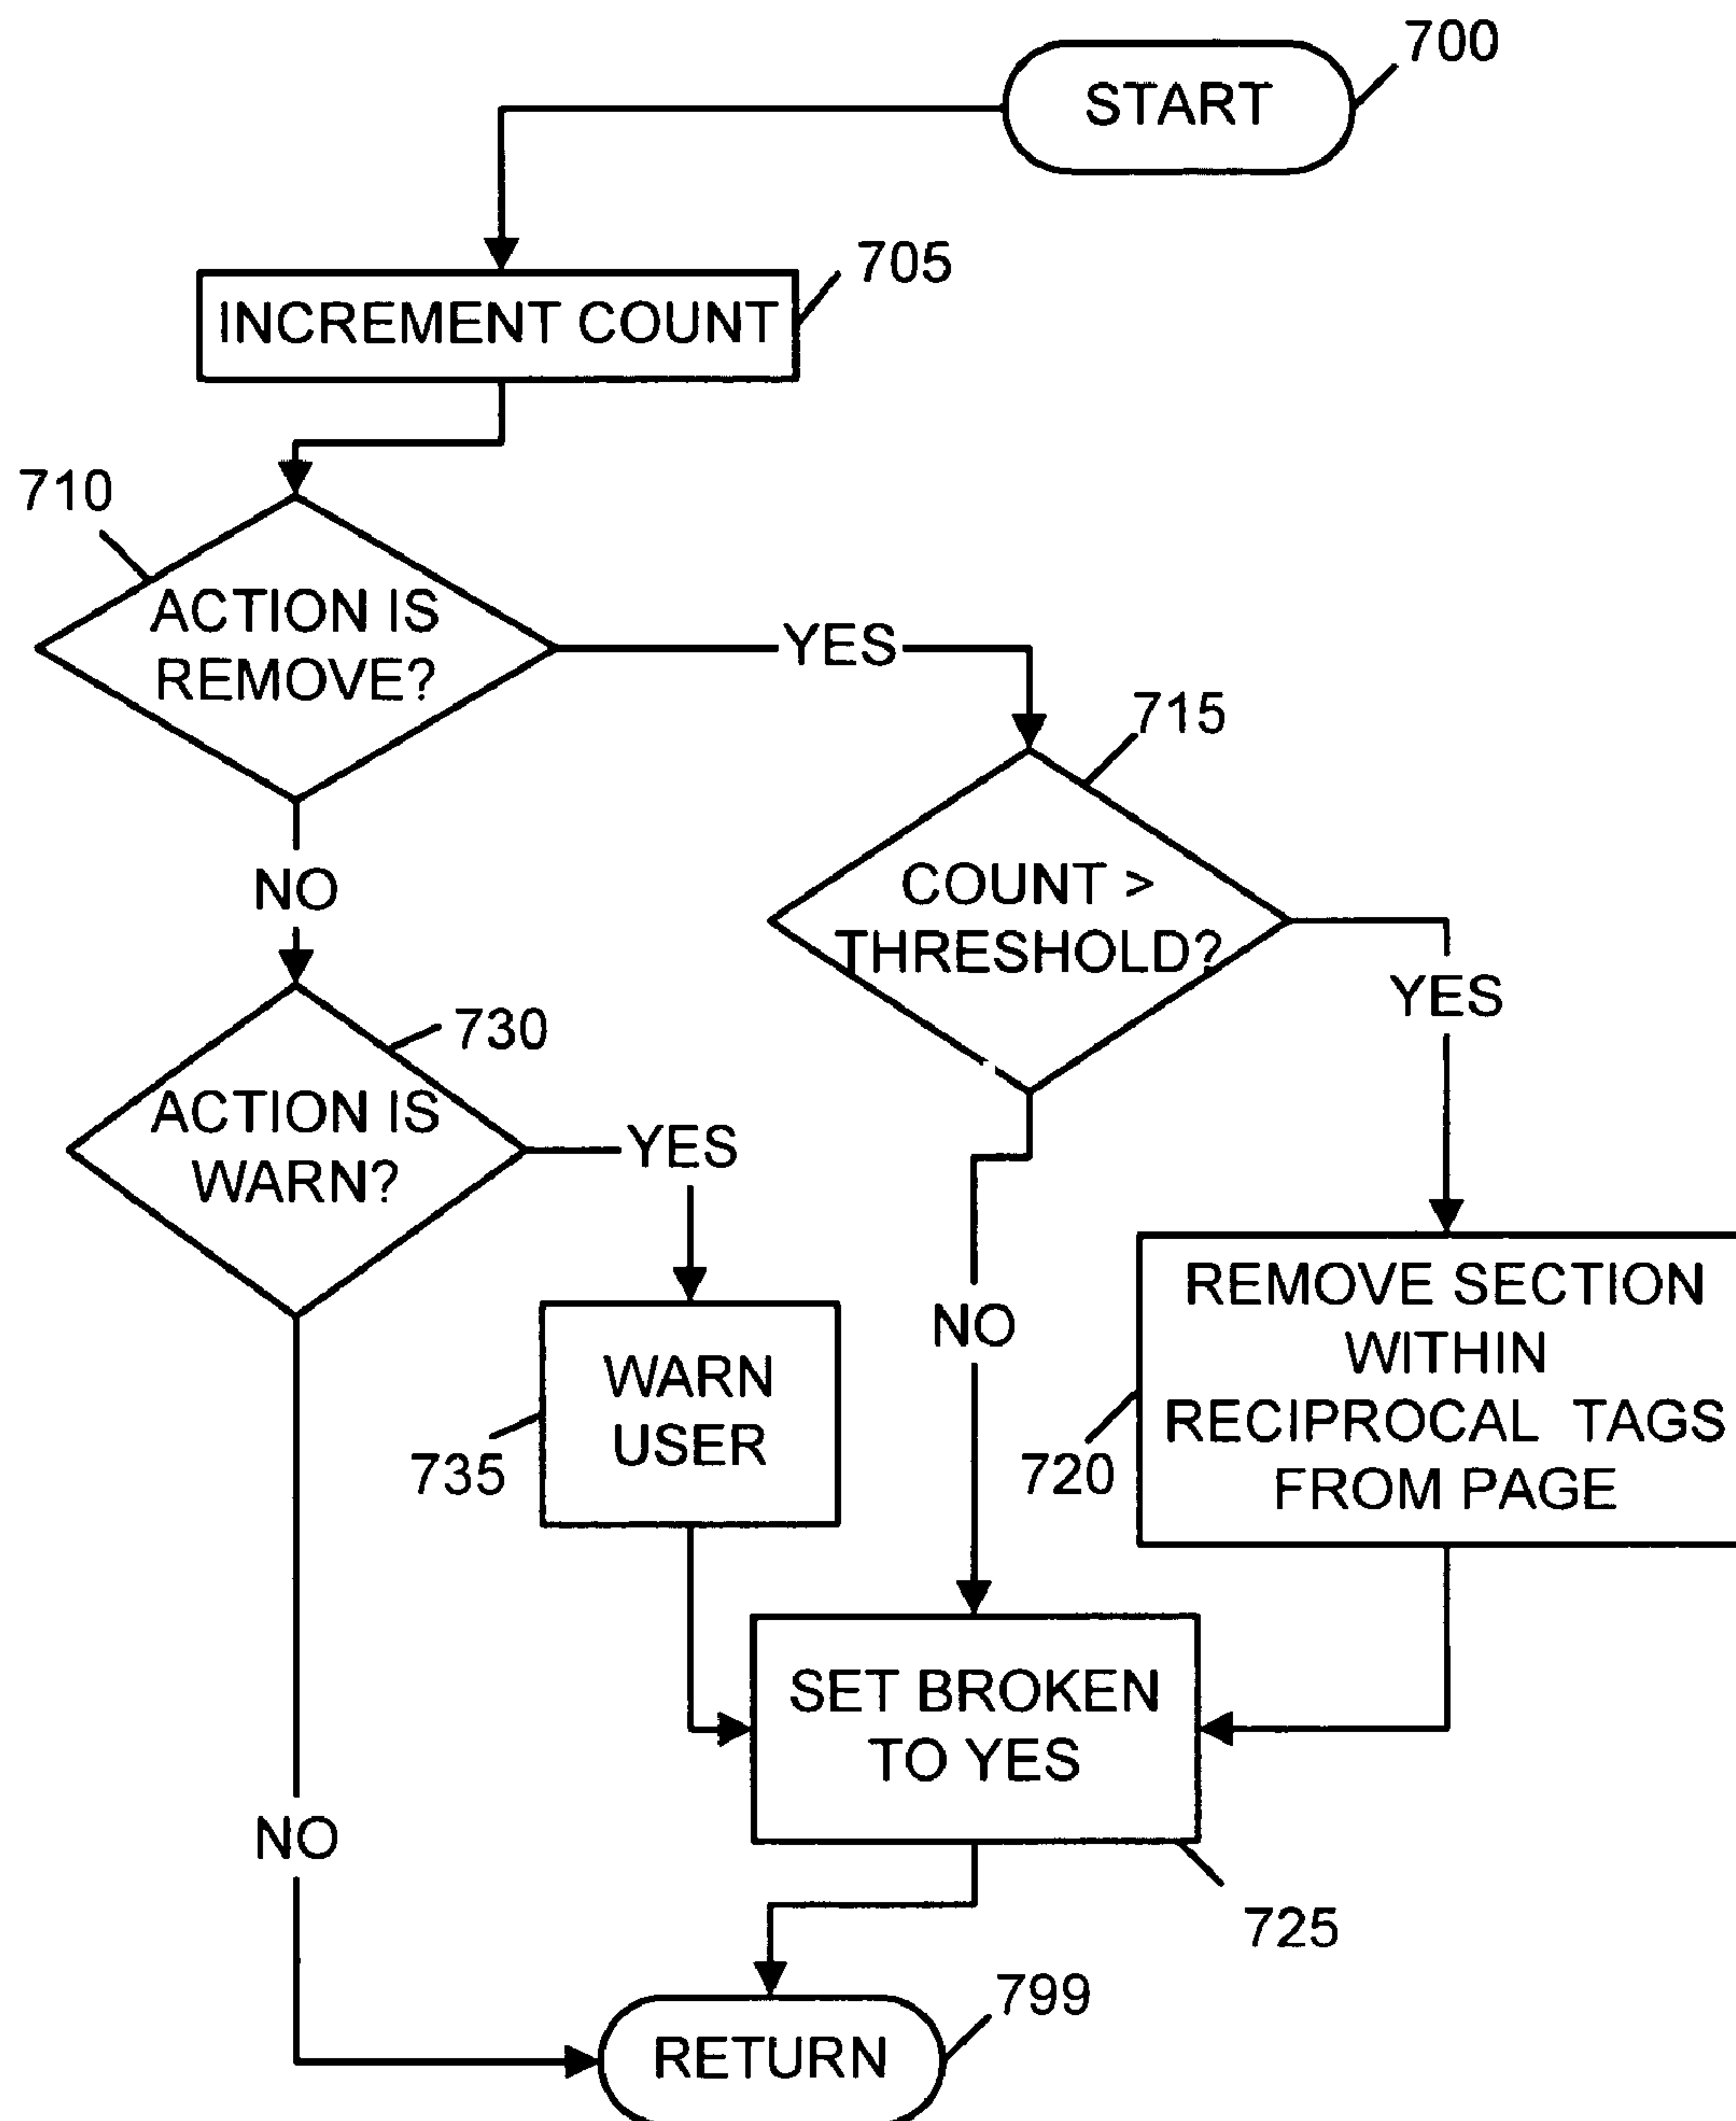 700
START
705
INCREMENT COUNT
710
ACTION IS
REMOVE?
YES
715
NO
COUNT >
THRESHOLD?
YES
730
ACTION IS
WARN?
YES
REMOVE SECTION
WITHIN
RECIPROCAL TAGS
FROM PAGE
720
NO
WARN
USER
735
SET BROKEN
TO YES
725
NO
799
RETURN